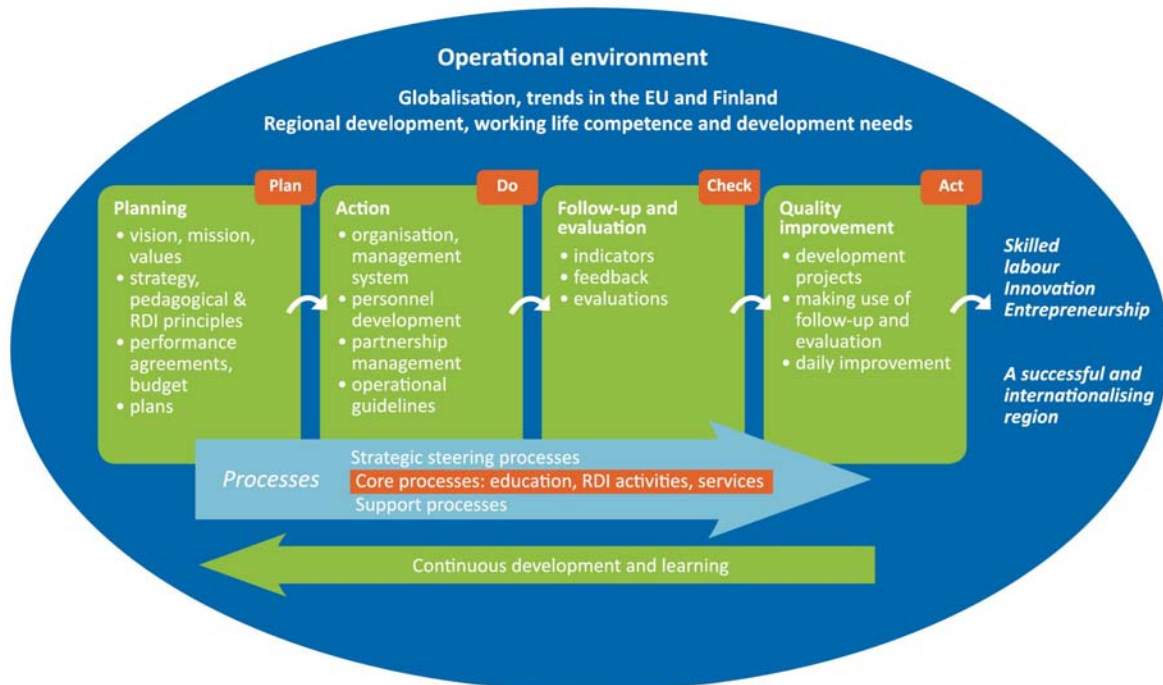 Operational environment
Globalisation, trends in the EU and Finland
Regional development, working life competence and development needs
Plan
Planning
• vision, mission,
values
• strategy,
pedagogical &
RDI principles
• performance
agreements,
budget
• plans
Do
Action
• organisation,
management
system
• personnel
development
• partnership
management
• operational
guidelines
Check
Follow-up and
evaluation
• indicators
• feedback
• evaluations
Act
Quality
improvement
• development
projects
• making use of
follow-up and
evaluation
• daily improvement
Skilled
labour
Innovation
Entrepreneurship
A successful and
internationalising
region
Processes
Strategic steering processes
Core processes: education, RDI activities, services
Support processes
Continuous development and learning